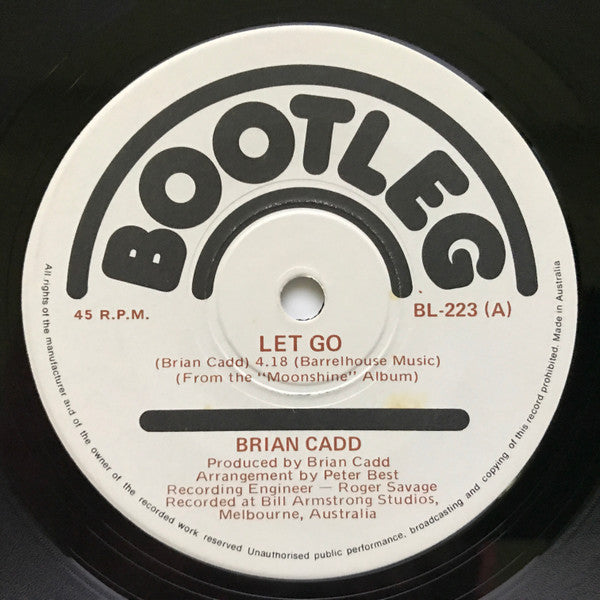 BOOTLEG
45 R.P.M.
BL-223 (A)
LET GO
(Brian Cadd) 4.18 (Barrelhouse Music)
(From the "Moonshine" Album)
BRIAN CADD
Produced by Brian Cadd
Arrangement by Peter Best
Recording Engineer — Roger Savage
Recorded at Bill Armstrong Studios,
Melbourne, Australia
All rights of the manufacturer and of the owner of the recorded work reserved Unauthorised public performance, broadcasting and copying of this record prohibited. Made in Australia